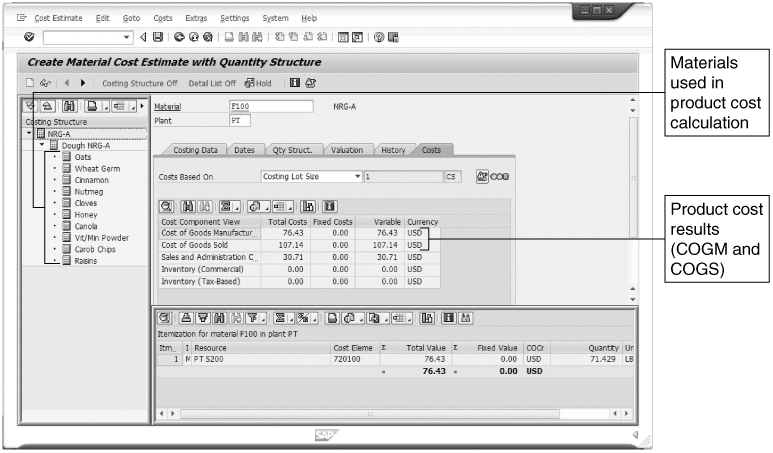 Cost Estimate Edit Goto Costs Extras Settings System Help
Create Material Cost Estimate with Quantity Structure
Costing Structure Off Detail List Off Hold
Material F100 NRG-A
Plant PT
Costing Structure
NRG-A
Dough NRG-A
Oats
Wheat Germ
Cinnamon
Nutmeg
Cloves
Honey
Canola
Vit/Min Powder
Carob Chips
Raisins
Costing Data Dates Qty Struct. Valuation History Costs
Costs Based On Costing Lot Size 1 CS
Cost Component View Total Costs Fixed Costs Variable Currency
Cost of Goods Manufactur... 76.43 0.00 76.43 USD
Cost of Goods Sold 107.14 0.00 107.14 USD
Sales and Administration C... 30.71 0.00 30.71 USD
Inventory (Commercial) 0.00 0.00 0.00 USD
Inventory (Tax-Based) 0.00 0.00 0.00 USD
Itemization for material F100 in plant PT
Itm... I Resource Cost Eleme Σ Total Value Σ Fixed Value COCr Quantity Un
1 M PT S200 720100 76.43 0.00 USD 71.429 LB
76.43 0.00 USD
SAP
Materials
used in
product cost
calculation
Product cost
results
(COGM and
COGS)